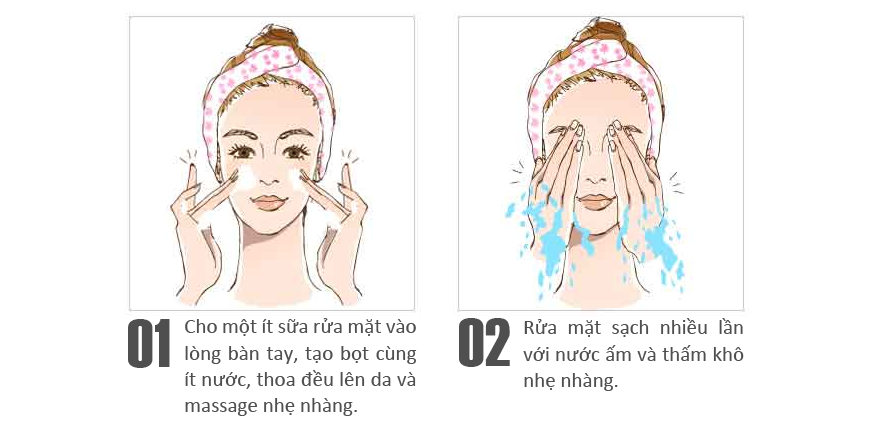 01
Cho một ít sữa rửa mặt vào
lòng bàn tay, tạo bọt cùng
ít nước, thoa đều lên da và
massage nhẹ nhàng.
02
Rửa mặt sạch nhiều lần
với nước ấm và thấm khô
nhẹ nhàng.